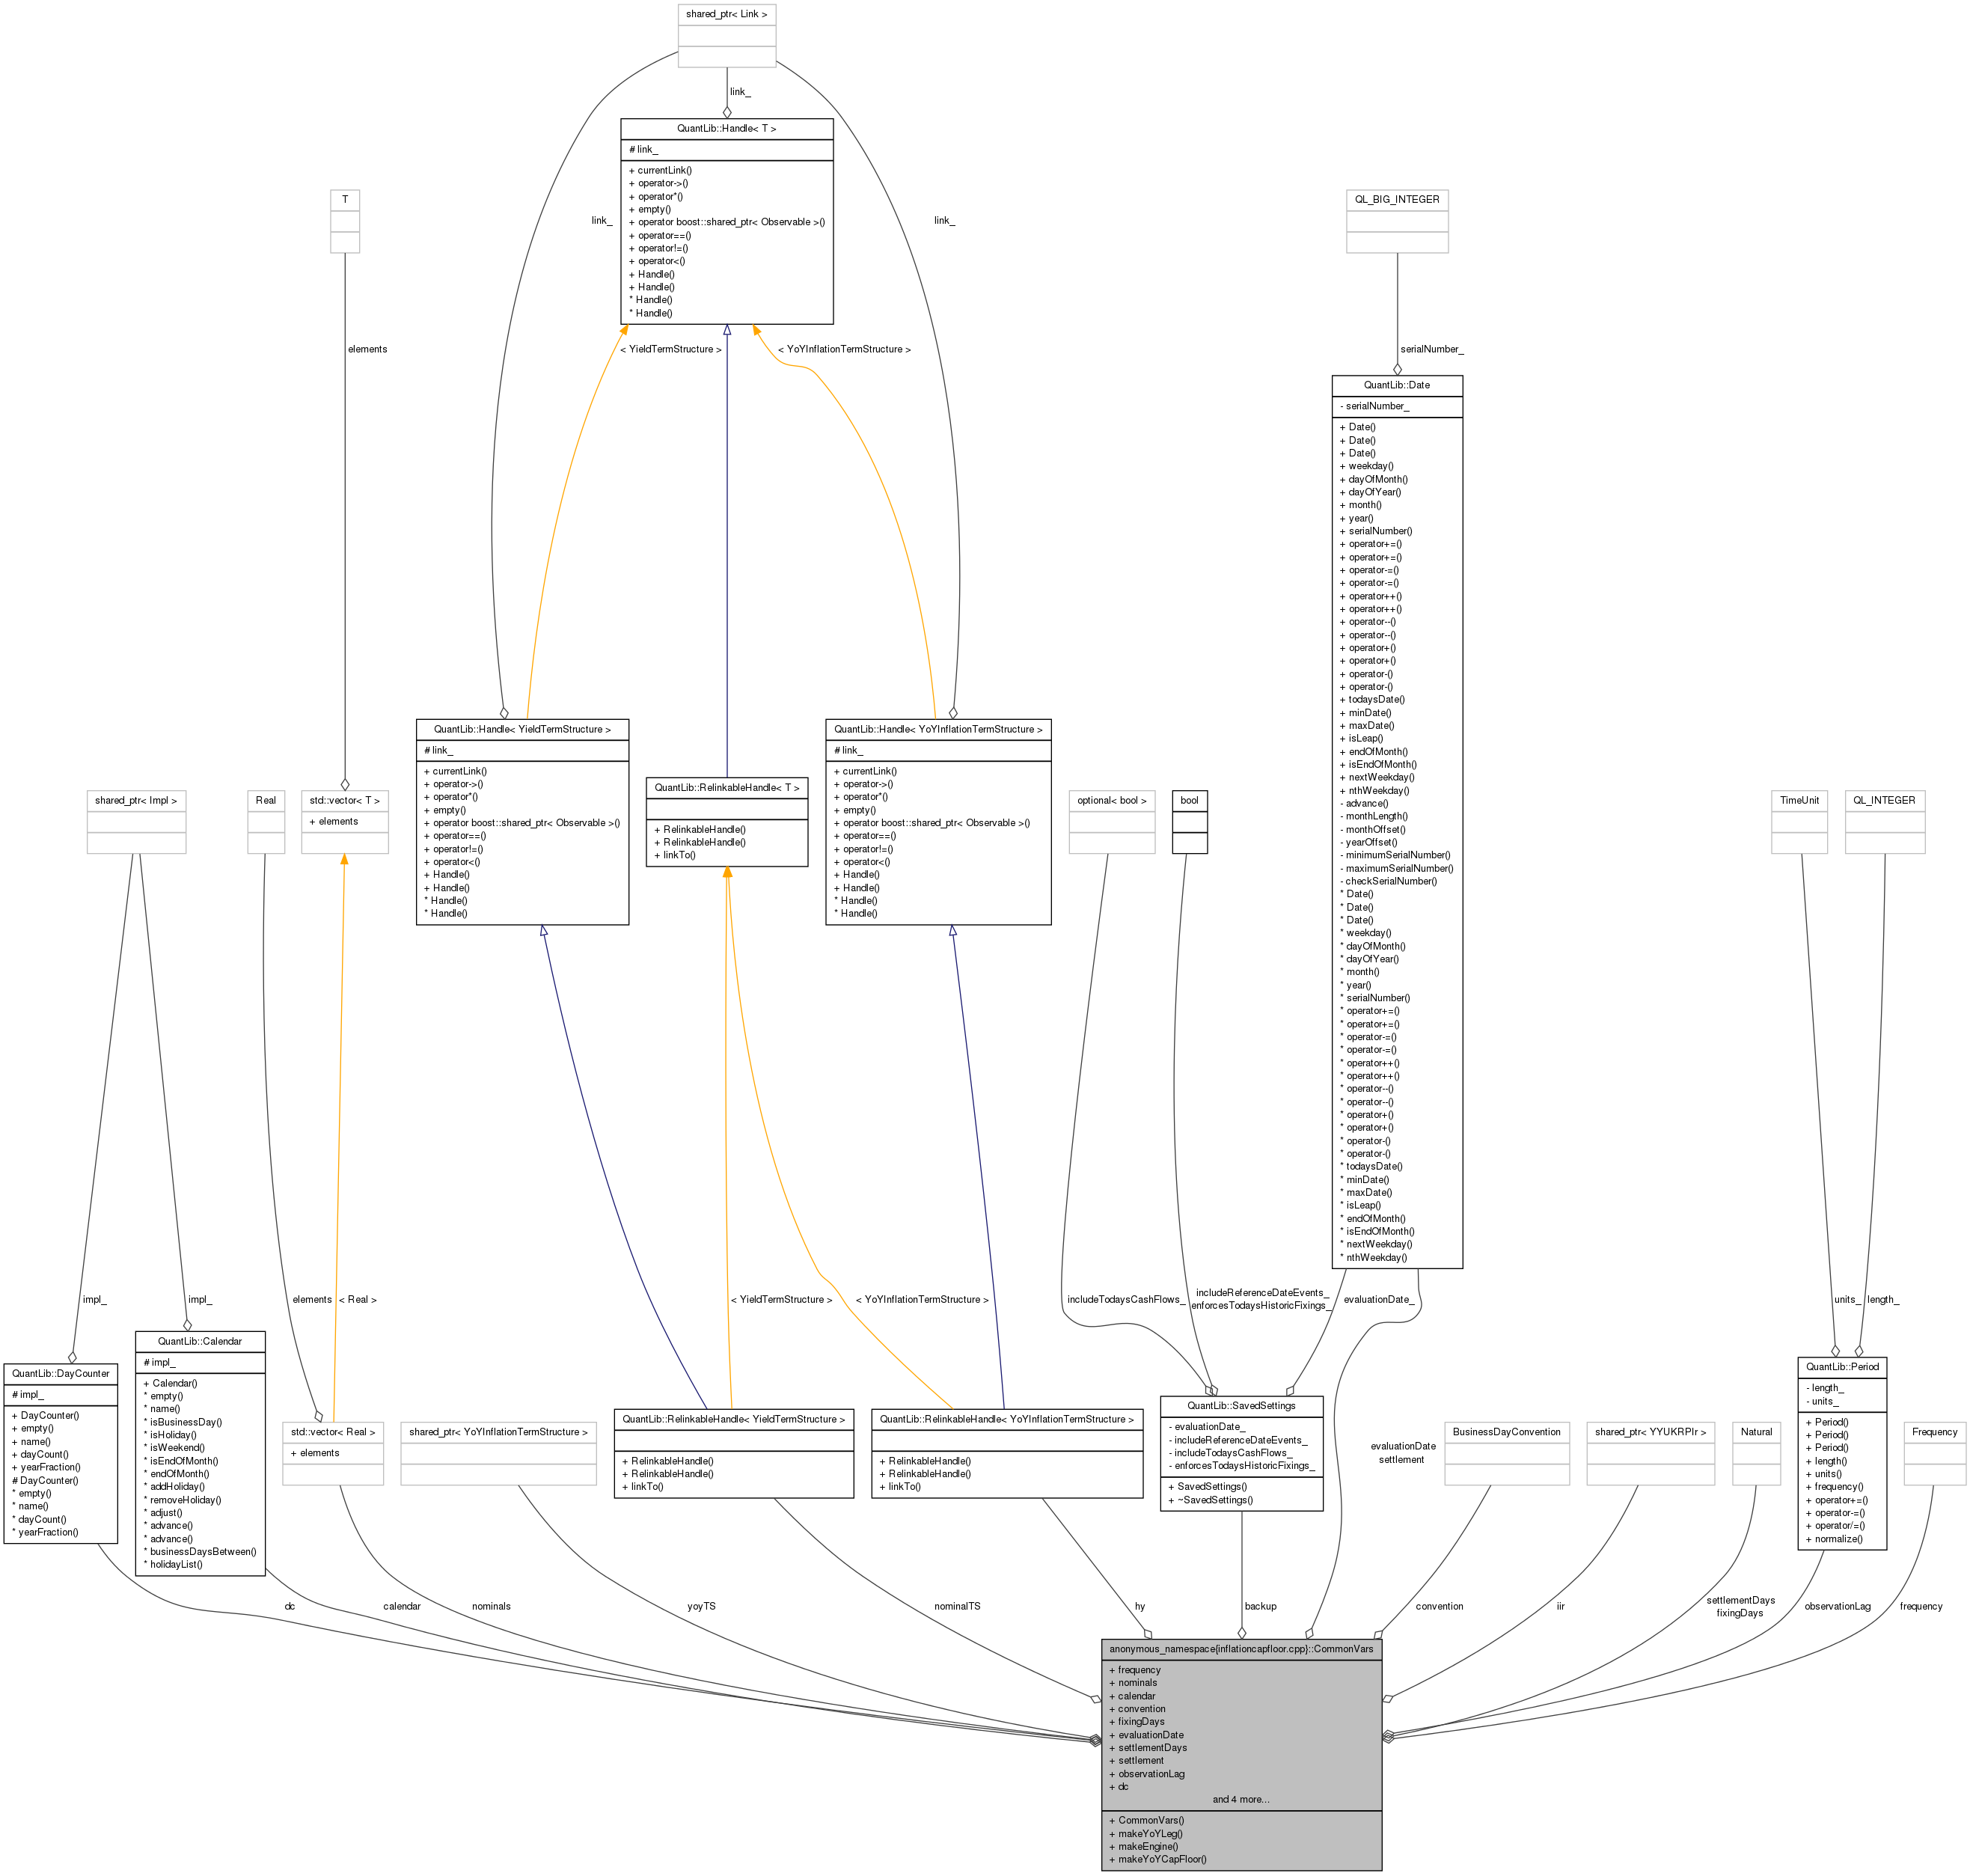 shared_ptr< Link >
link_
QuantLib::Handle< T >
# link_
+ currentLink()
+ operator->()
+ operator*()
+ empty()
+ operator boost::shared_ptr< Observable >()
+ operator==()
+ operator!=()
+ operator<()
+ Handle()
+ Handle()
* Handle()
* Handle()
link_
link_
T
elements
QL_BIG_INTEGER
serialNumber_
< YieldTermStructure >
< YoYInflationTermStructure >
QuantLib::Date
- serialNumber_
+ Date()
+ Date()
+ Date()
+ weekday()
+ dayOfMonth()
+ dayOfYear()
+ month()
+ year()
+ serialNumber()
+ operator+=()
+ operator+=()
+ operator-=()
+ operator-=()
+ operator++()
+ operator++()
+ operator--()
+ operator--()
+ operator+()
+ operator+()
+ operator-()
+ operator-()
+ todaysDate()
+ minDate()
+ maxDate()
+ isLeap()
+ endOfMonth()
+ isEndOfMonth()
+ nextWeekday()
+ nthWeekday()
- advance()
- monthLength()
- monthOffset()
- yearOffset()
- minimumSerialNumber()
- maximumSerialNumber()
- checkSerialNumber()
* Date()
* Date()
* Date()
* weekday()
* dayOfMonth()
* dayOfYear()
* month()
* year()
* serialNumber()
* operator+=()
* operator+=()
* operator-=()
* operator-=()
* operator++()
* operator++()
* operator--()
* operator--()
* operator+()
* operator+()
* operator-()
* operator-()
* todaysDate()
* minDate()
* maxDate()
* isLeap()
* endOfMonth()
* isEndOfMonth()
* nextWeekday()
* nthWeekday()
QuantLib::Handle< YieldTermStructure >
# link_
+ currentLink()
+ operator->()
+ operator*()
+ empty()
+ operator boost::shared_ptr< Observable >()
+ operator==()
+ operator!=()
+ operator<()
+ Handle()
+ Handle()
* Handle()
* Handle()
QuantLib::RelinkableHandle< T >
+ RelinkableHandle()
+ RelinkableHandle()
+ linkTo()
QuantLib::Handle< YoYInflationTermStructure >
# link_
+ currentLink()
+ operator->()
+ operator*()
+ empty()
+ operator boost::shared_ptr< Observable >()
+ operator==()
+ operator!=()
+ operator<()
+ Handle()
+ Handle()
* Handle()
* Handle()
shared_ptr< Impl >
Real
std::vector< T >
+ elements
optional< bool >
bool
TimeUnit
QL_INTEGER
impl_
impl_
elements
< Real >
< YieldTermStructure >
< YoYInflationTermStructure >
includeTodaysCashFlows_
includeReferenceDateEvents_
enforcesTodaysHistoricFixings_
evaluationDate_
units_
length_
QuantLib::DayCounter
# impl_
+ DayCounter()
+ empty()
+ name()
+ dayCount()
+ yearFraction()
# DayCounter()
* empty()
* name()
* dayCount()
* yearFraction()
QuantLib::Calendar
# impl_
+ Calendar()
* empty()
* name()
* isBusinessDay()
* isHoliday()
* isWeekend()
* isEndOfMonth()
* endOfMonth()
* addHoliday()
* removeHoliday()
* adjust()
* advance()
* advance()
* businessDaysBetween()
* holidayList()
std::vector< Real >
+ elements
shared_ptr< YoYInflationTermStructure >
QuantLib::RelinkableHandle< YieldTermStructure >
+ RelinkableHandle()
+ RelinkableHandle()
+ linkTo()
QuantLib::RelinkableHandle< YoYInflationTermStructure >
+ RelinkableHandle()
+ RelinkableHandle()
+ linkTo()
QuantLib::SavedSettings
- evaluationDate_
- includeReferenceDateEvents_
- includeTodaysCashFlows_
- enforcesTodaysHistoricFixings_
+ SavedSettings()
+ ~SavedSettings()
evaluationDate
settlement
BusinessDayConvention
shared_ptr< YYUKRPIr >
Natural
QuantLib::Period
- length_
- units_
+ Period()
+ Period()
+ Period()
+ length()
+ units()
+ frequency()
+ operator+=()
+ operator-=()
+ operator/=()
+ normalize()
Frequency
dc
calendar
nominals
yoyTS
nominalTS
hy
backup
convention
iir
settlementDays
fixingDays
observationLag
frequency
anonymous_namespace{inflationcapfloor.cpp}::CommonVars
+ frequency
+ nominals
+ calendar
+ convention
+ fixingDays
+ evaluationDate
+ settlementDays
+ settlement
+ observationLag
+ dc
and 4 more...
+ CommonVars()
+ makeYoYLeg()
+ makeEngine()
+ makeYoYCapFloor()